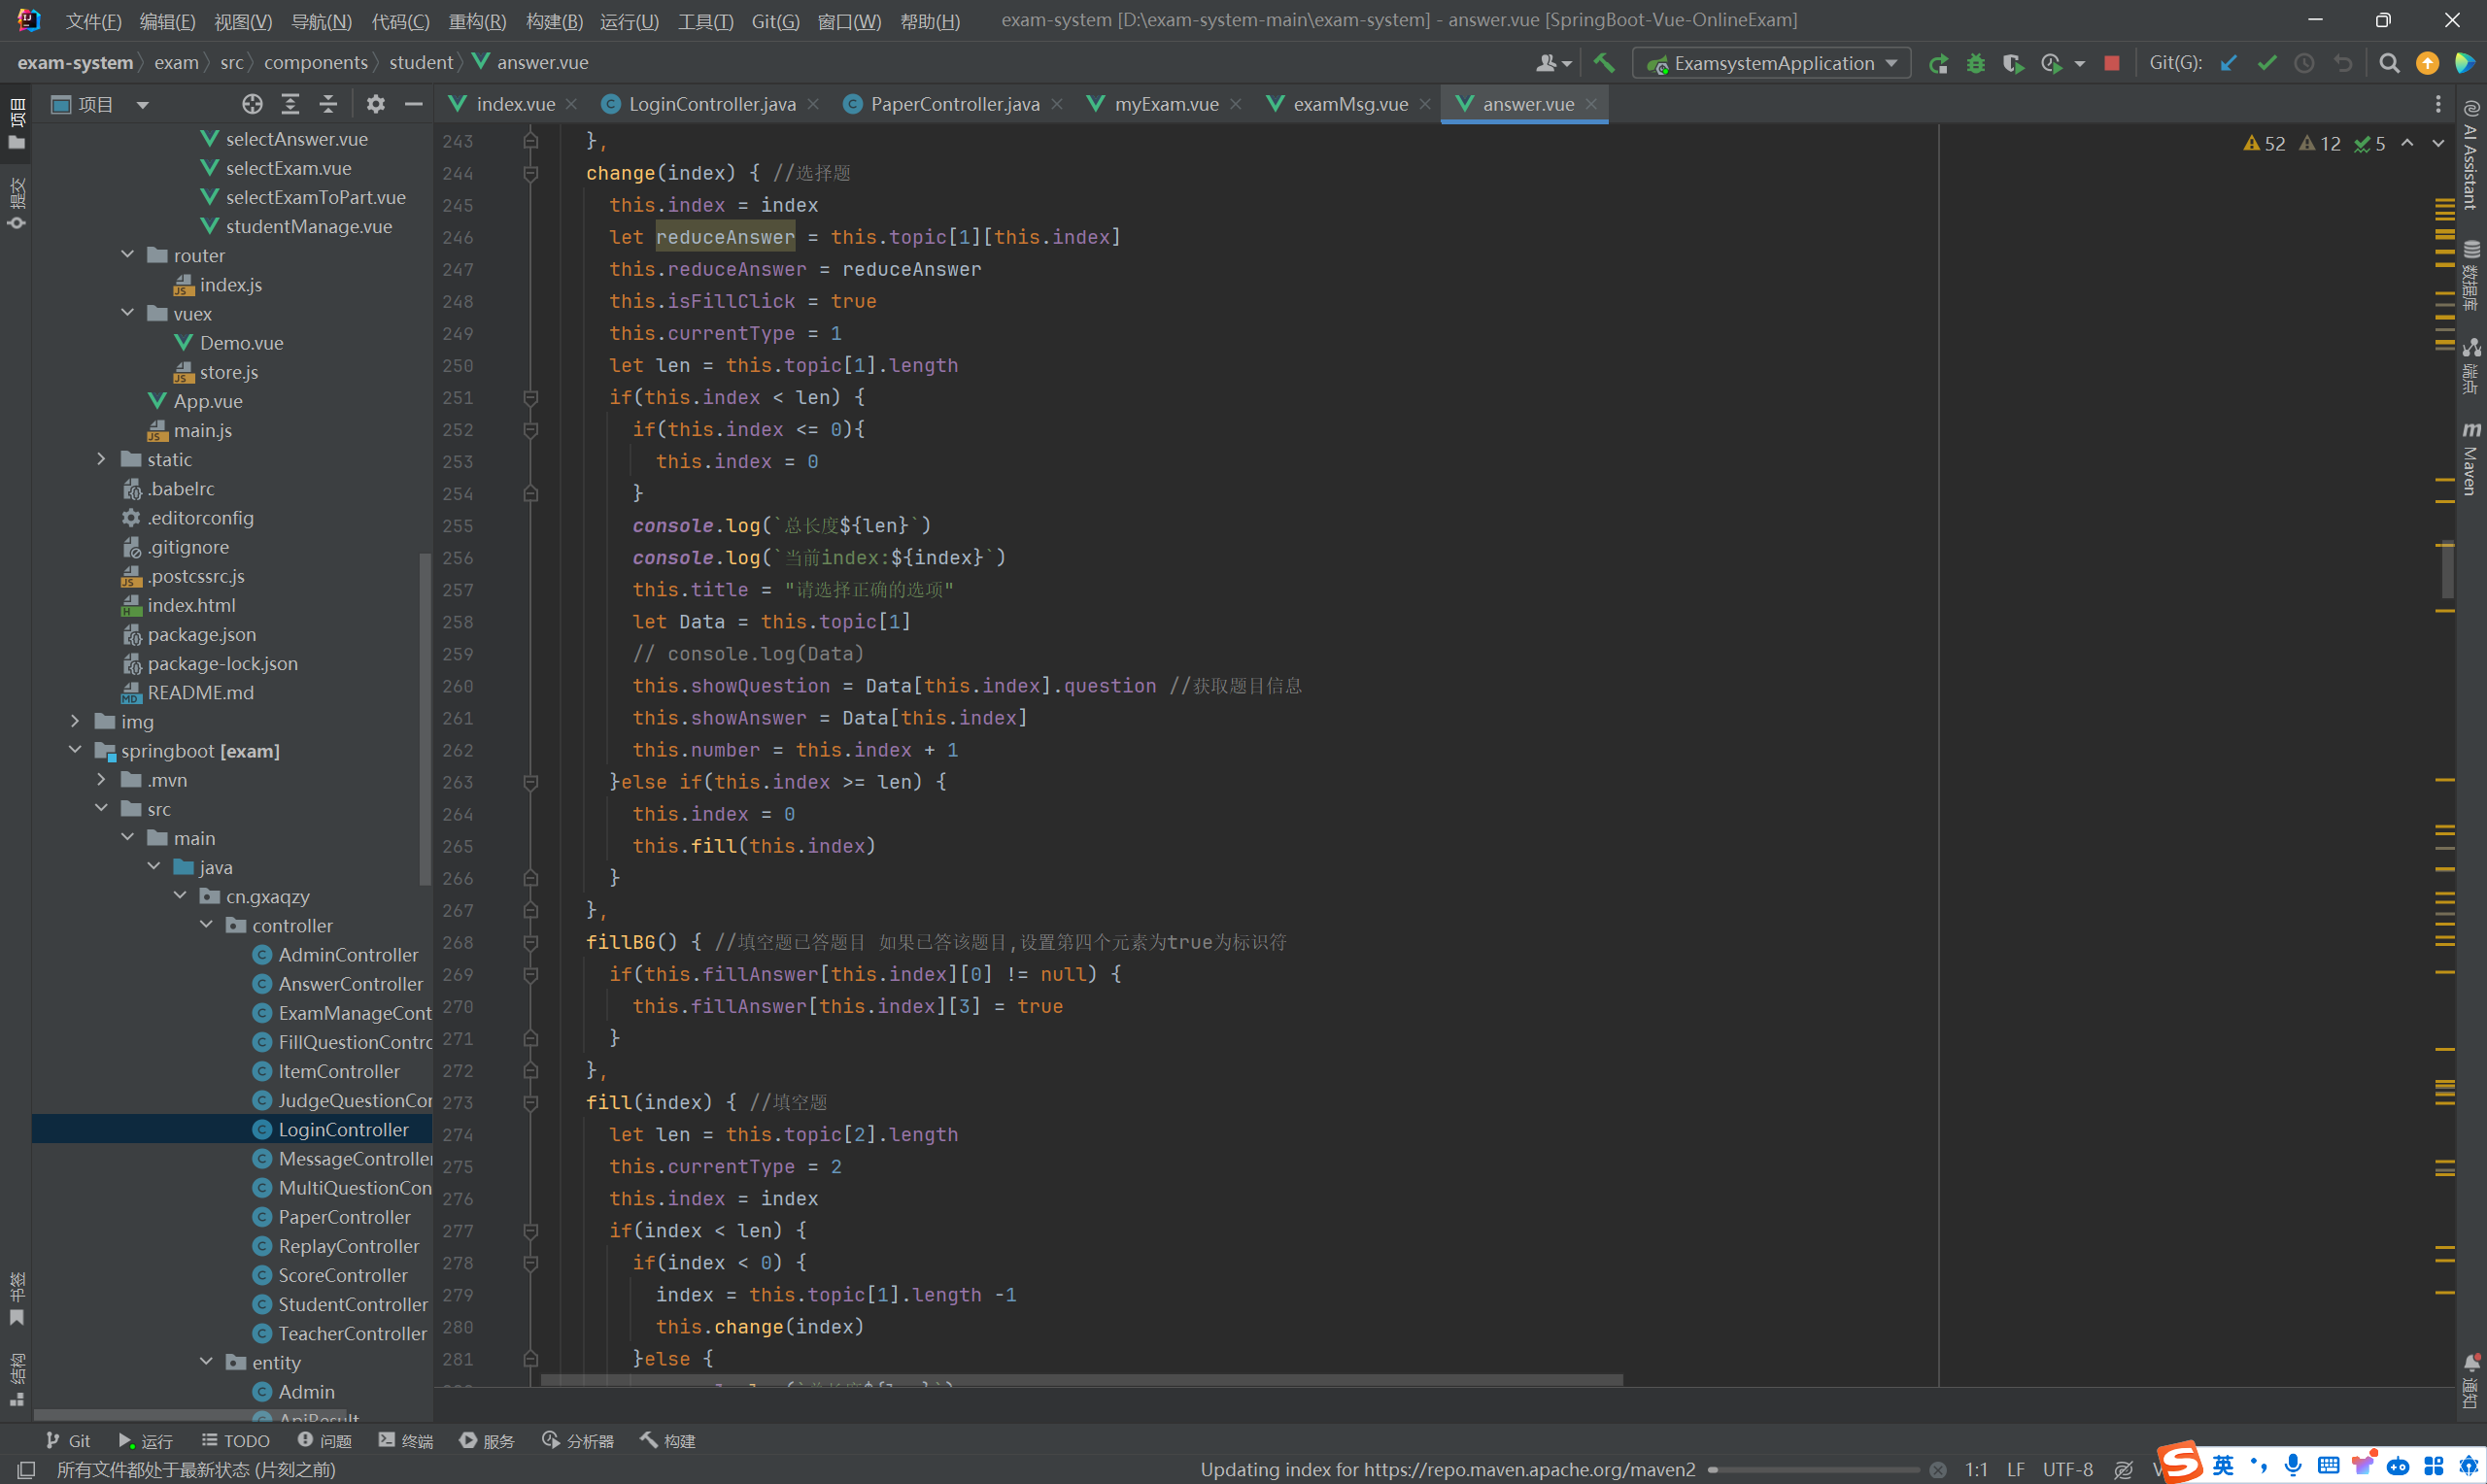 文件(F) 编辑(E) 视图(V) 导航(N) 代码(C) 重构(R) 构建(B) 运行(U) 工具(T) Git(G) 窗口(W) 帮助(H) exam-system [D:\exam-system-main\exam-system] - answer.vue [SpringBoot-Vue-OnlineExam]
exam-system exam src components student answer.vue ExamsystemApplication Git(G):
项目
index.vue LoginController.java PaperController.java myExam.vue examMsg.vue answer.vue
项目
提交
书签
结构
selectAnswer.vue
selectExam.vue
selectExamToPart.vue
studentManage.vue
router
index.js
vuex
Demo.vue
store.js
App.vue
main.js
static
.babelrc
.editorconfig
.gitignore
.postcssrc.js
index.html
package.json
package-lock.json
README.md
img
springboot [exam]
.mvn
src
main
java
cn.gxaqzy
controller
AdminController
AnswerController
ExamManageCont
FillQuestionContro
ItemController
JudgeQuestionCor
LoginController
MessageController
MultiQuestionCon
PaperController
ReplayController
ScoreController
StudentController
TeacherController
entity
Admin
ApiResult
52 12 5
243 },
244 change(index) { //选择题
245 this.index = index
246 let reduceAnswer = this.topic[1][this.index]
247 this.reduceAnswer = reduceAnswer
248 this.isFillClick = true
249 this.currentType = 1
250 let len = this.topic[1].length
251 if(this.index < len) {
252 if(this.index <= 0){
253 this.index = 0
254 }
255 console.log(`总长度${len}`)
256 console.log(`当前index:${index}`)
257 this.title = "请选择正确的选项"
258 let Data = this.topic[1]
259 // console.log(Data)
260 this.showQuestion = Data[this.index].question //获取题目信息
261 this.showAnswer = Data[this.index]
262 this.number = this.index + 1
263 }else if(this.index >= len) {
264 this.index = 0
265 this.fill(this.index)
266 }
267 },
268 fillBG() { //填空题已答题目 如果已答该题目,设置第四个元素为true为标识符
269 if(this.fillAnswer[this.index][0] != null) {
270 this.fillAnswer[this.index][3] = true
271 }
272 },
273 fill(index) { //填空题
274 let len = this.topic[2].length
275 this.currentType = 2
276 this.index = index
277 if(index < len) {
278 if(index < 0) {
279 index = this.topic[1].length -1
280 this.change(index)
281 }else {
AI Assistant
数据库
端点
Maven
通知
Git 运行 TODO 问题 终端 服务 分析器 构建
所有文件都处于最新状态 (片刻之前) Updating index for https://repo.maven.apache.org/maven2 1:1 LF UTF-8 英